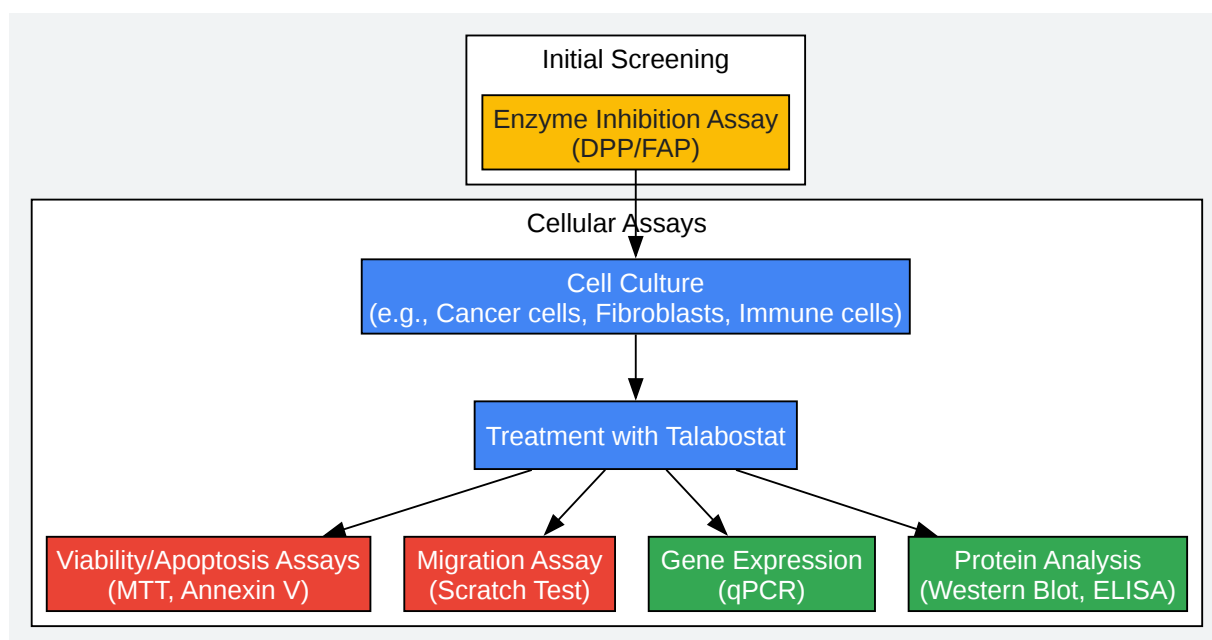 Initial Screening
Enzyme Inhibition Assay
(DPP/FAP)
Cellular Assays
Cell Culture
(e.g., Cancer cells, Fibroblasts, Immune cells)
Treatment with Talabostat
Viability/Apoptosis Assays
(MTT, Annexin V)
Migration Assay
(Scratch Test)
Gene Expression
(qPCR)
Protein Analysis
(Western Blot, ELISA)